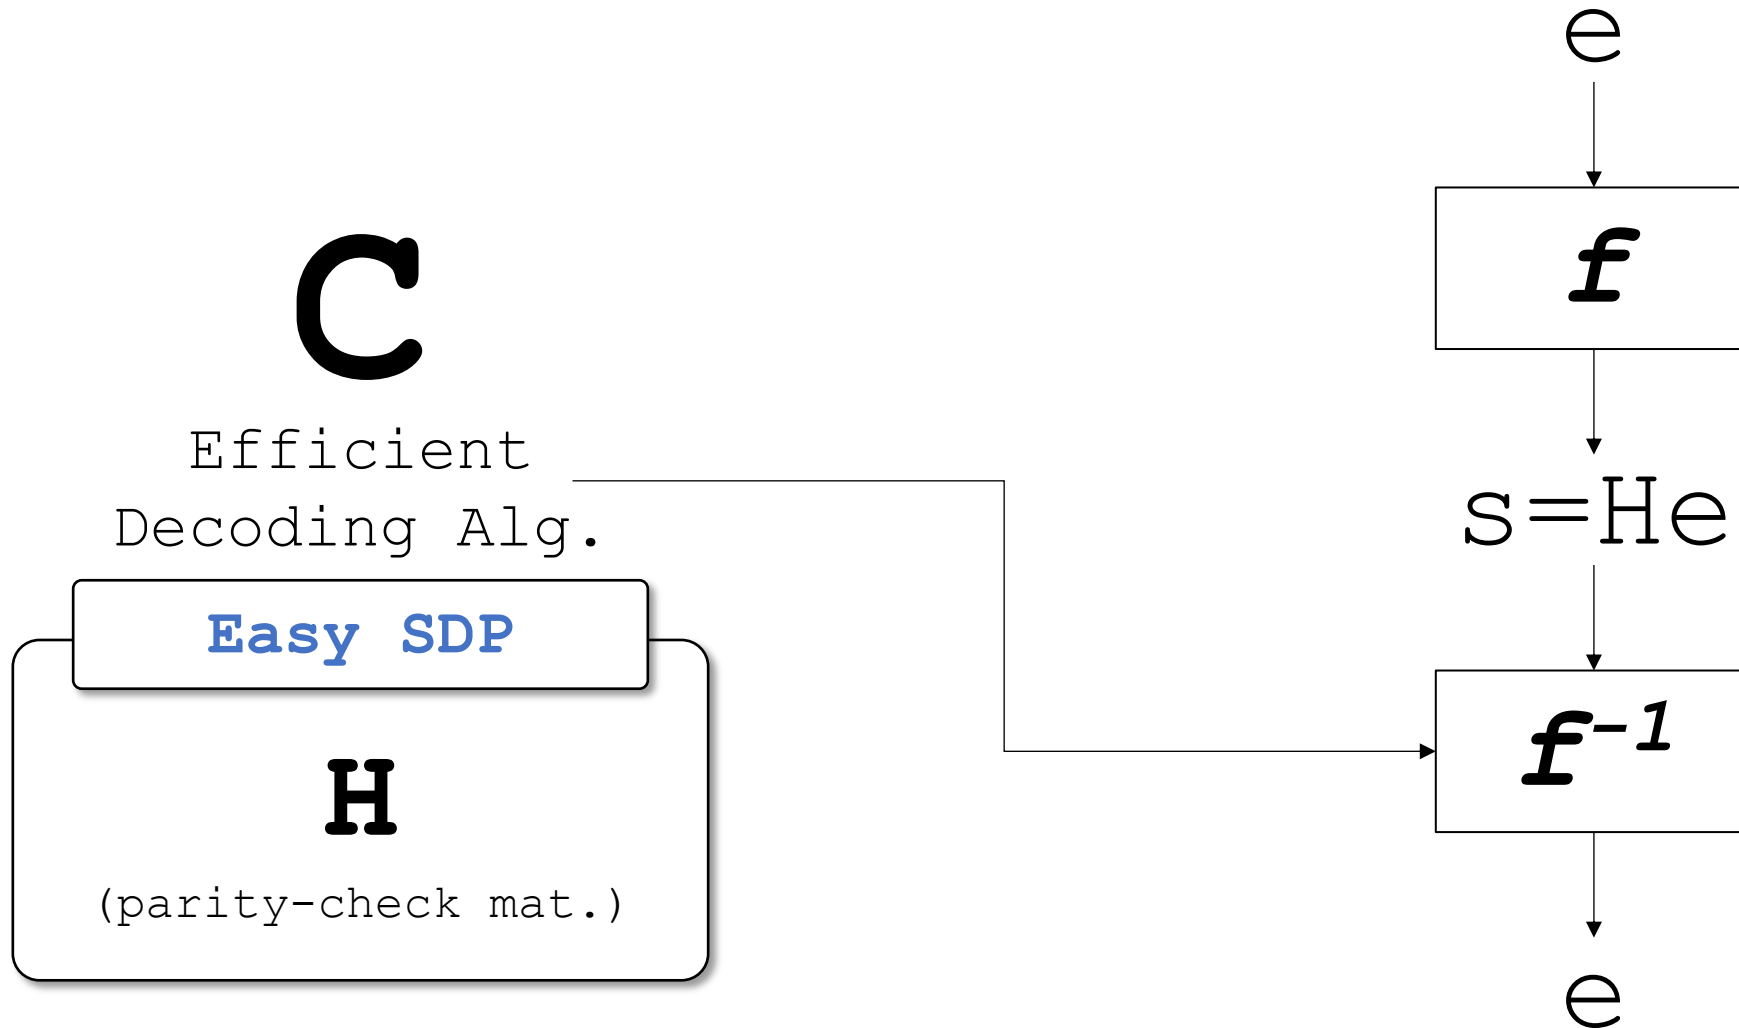 C
Efficient
Decoding Alg.
Easy SDP
H
(parity-check mat.)
e
f
s=He
f⁻¹
e